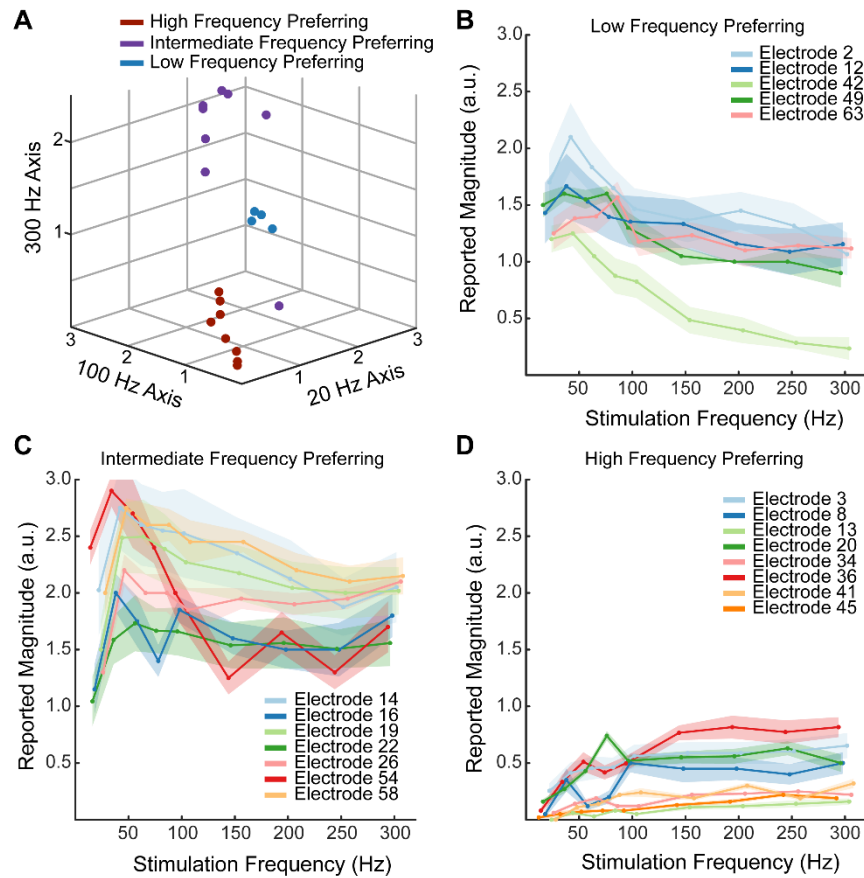 A
High Frequency Preferring
Intermediate Frequency Preferring
Low Frequency Preferring
300 Hz Axis
2
1
3
2
1
100 Hz Axis
1
2
3
20 Hz Axis
B
Low Frequency Preferring
Reported Magnitude (a.u.)
3.0
2.5
2.0
1.5
1.0
0.5
Electrode 2
Electrode 12
Electrode 42
Electrode 49
Electrode 63
50
100
150
200
250
300
Stimulation Frequency (Hz)
C
Intermediate Frequency Preferring
Reported Magnitude (a.u.)
3.0
2.5
2.0
1.5
1.0
0.5
Electrode 14
Electrode 16
Electrode 19
Electrode 22
Electrode 26
Electrode 54
Electrode 58
50
100
150
200
250
300
Stimulation Frequency (Hz)
D
High Frequency Preferring
Reported Magnitude (a.u.)
3.0
2.5
2.0
1.5
1.0
0.5
Electrode 3
Electrode 8
Electrode 13
Electrode 20
Electrode 34
Electrode 36
Electrode 41
Electrode 45
50
100
150
200
250
300
Stimulation Frequency (Hz)